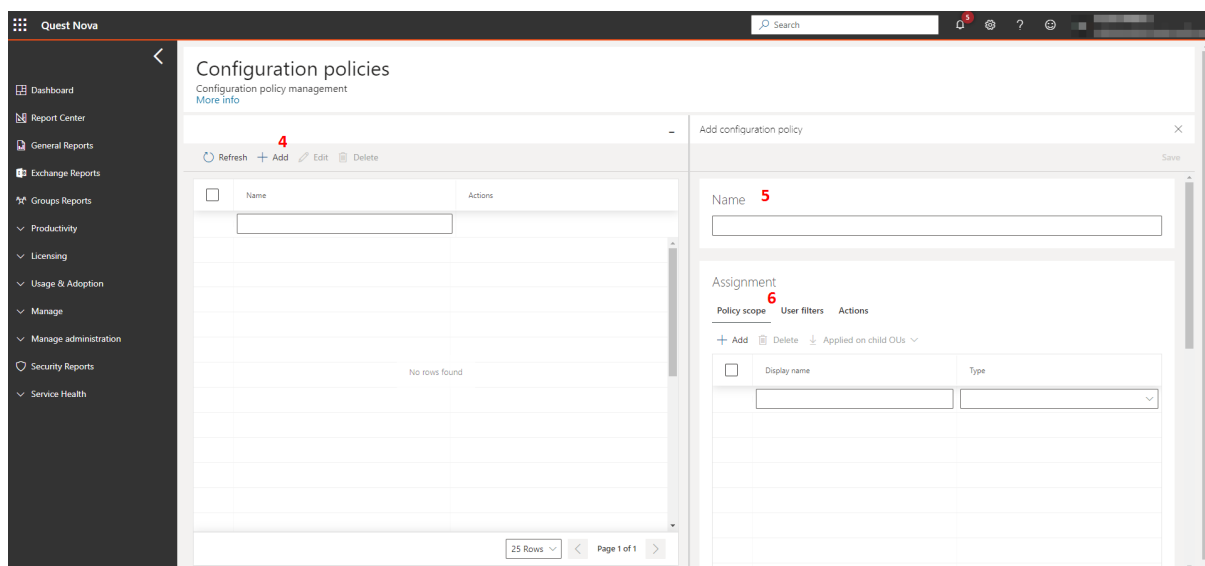 Quest Nova
Search
5
?
Dashboard
Report Center
General Reports
Exchange Reports
Groups Reports
Productivity
Licensing
Usage & Adoption
Manage
Manage administration
Security Reports
Service Health
Configuration policies
Configuration policy management
More info
4
Refresh Add Edit Delete
Name Actions
No rows found
25 Rows Page 1 of 1
Add configuration policy
Save
Name 5
Assignment
6
Policy scope User filters Actions
Add Delete Applied on child OUs
Display name Type